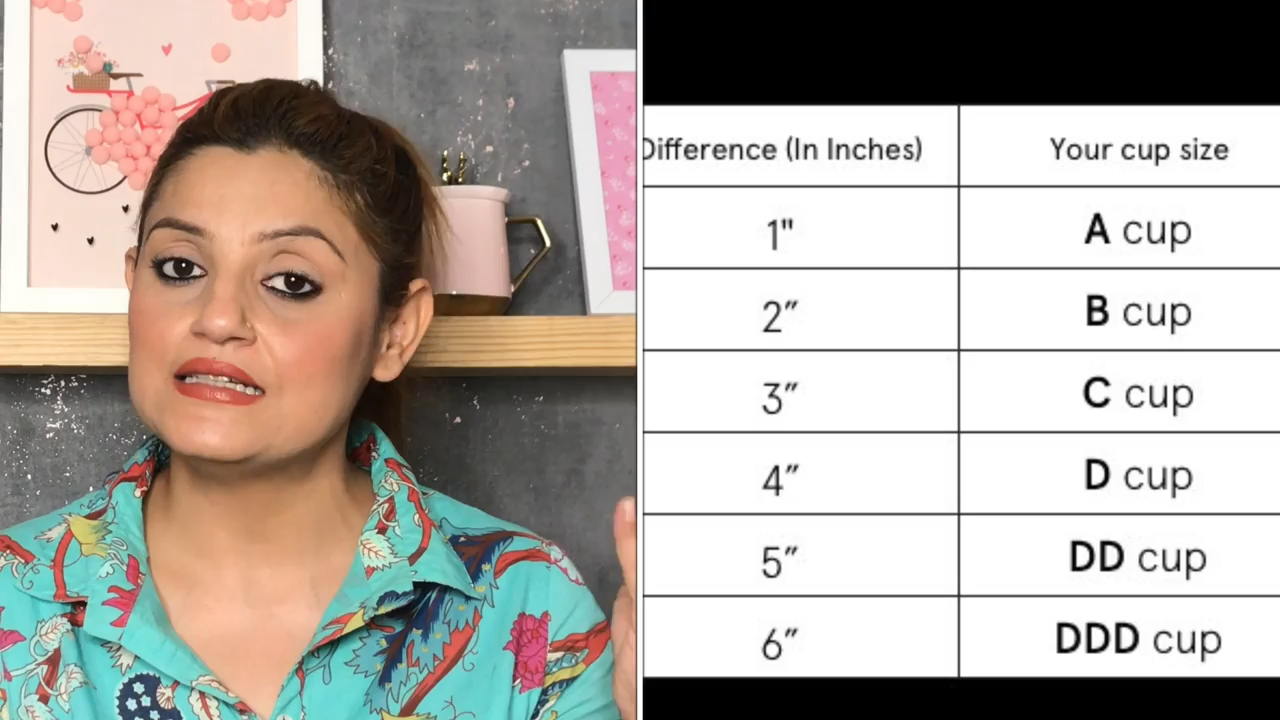 Difference (In Inches) Your cup size
1" A cup
2” B cup
3” C cup
4” D cup
5” DD cup
6” DDD cup